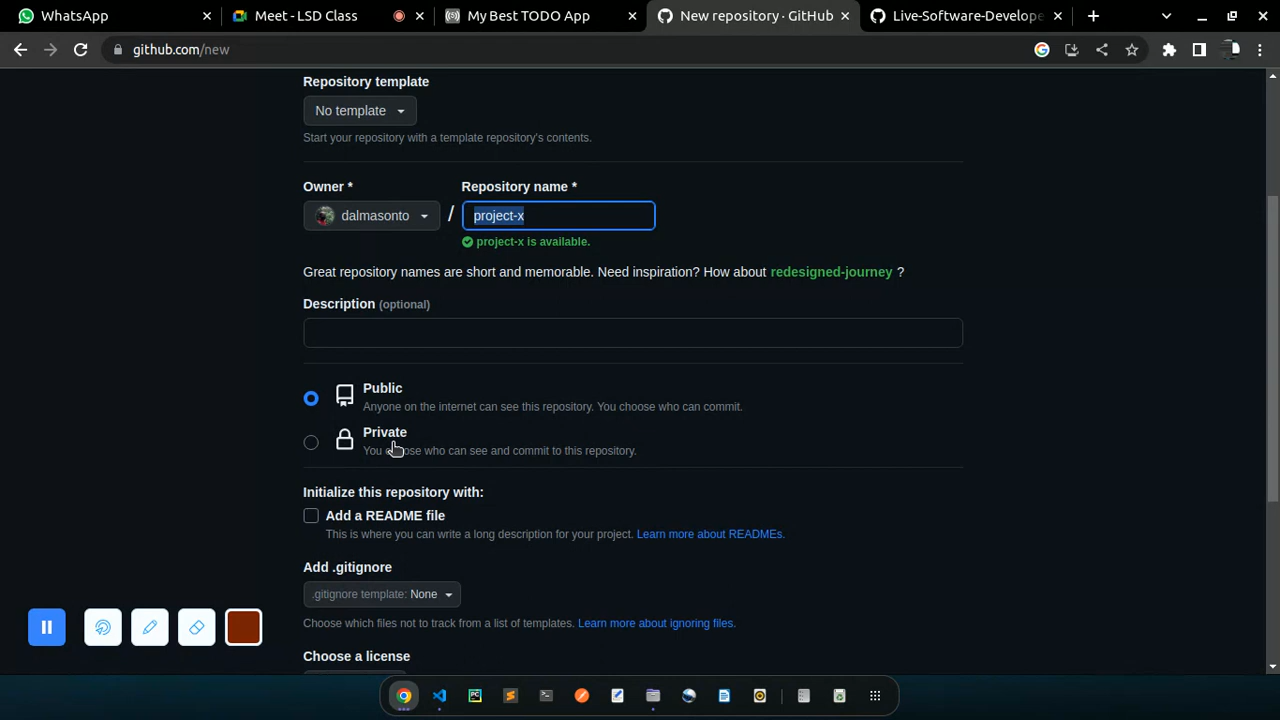 WhatsApp
Meet - LSD Class
My Best TODO App
New repository · GitHub
Live-Software-Develope
github.com/new
Repository template
No template
Start your repository with a template repository's contents.
Owner *
Repository name *
dalmasonto
/
project-x
project-x is available.
Great repository names are short and memorable. Need inspiration? How about redesigned-journey ?
Description (optional)
Public
Anyone on the internet can see this repository. You choose who can commit.
Private
You choose who can see and commit to this repository.
Initialize this repository with:
Add a README file
This is where you can write a long description for your project. Learn more about READMEs.
Add .gitignore
.gitignore template: None
Choose which files not to track from a list of templates. Learn more about ignoring files.
Choose a license